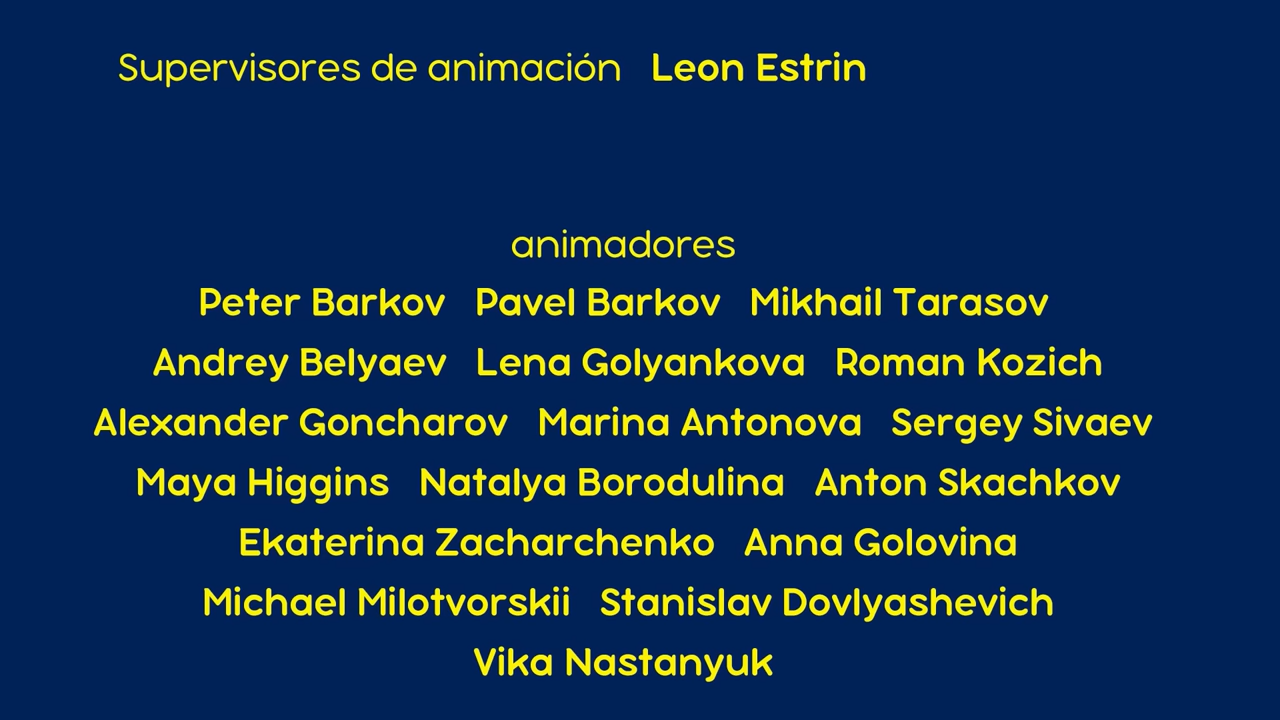 Supervisores de animación Leon Estrin
animadores
Peter Barkov Pavel Barkov Mikhail Tarasov
Andrey Belyaev Lena Golyankova Roman Kozich
Alexander Goncharov Marina Antonova Sergey Sivaev
Maya Higgins Natalya Borodulina Anton Skachkov
Ekaterina Zacharchenko Anna Golovina
Michael Milotvorskii Stanislav Dovlyashevich
Vika Nastanyuk